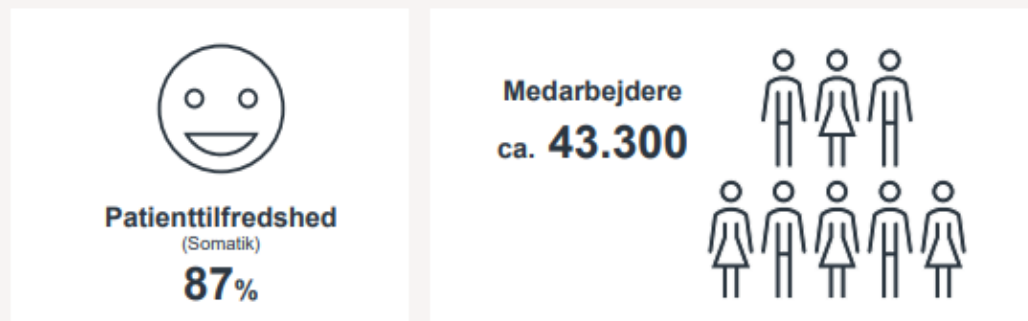 Patienttilfredshed
(Somatik)
87%
Medarbejdere
ca. 43.300